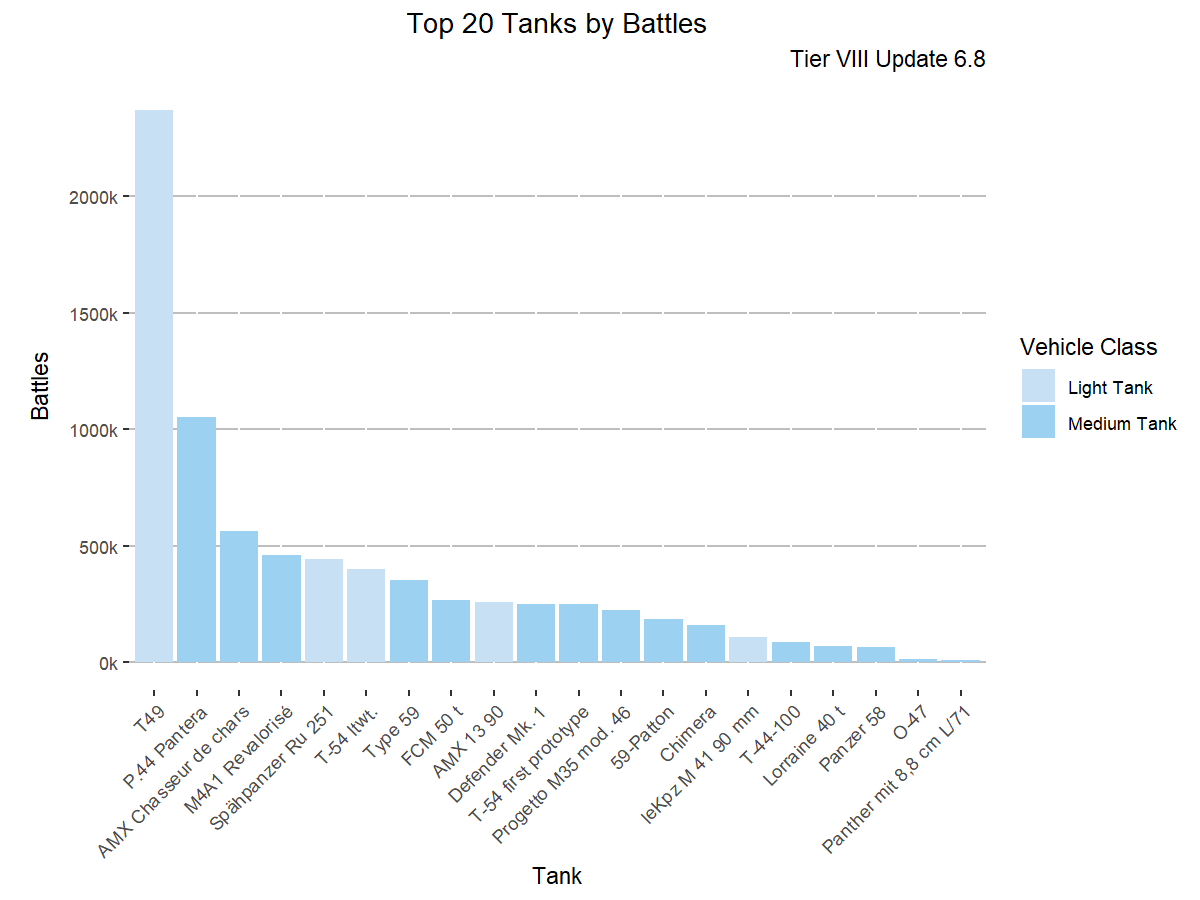 Top 20 Tanks by Battles
Tier VIII Update 6.8
2000k
1500k
1000k
500k
0k
Battles
T49
P.44 Pantera
AMX Chasseur de chars
M4A1 Revalorisé
Spähpanzer Ru 251
T-54 ltwt.
Type 59
FCM 50 t
AMX 13 90
Defender Mk. 1
T-54 first prototype
Progetto M35 mod. 46
59-Patton
Chimera
leKpz M 41 90 mm
T-44-100
Lorraine 40 t
Panzer 58
O-47
Panther mit 8,8 cm L/71
Tank
Vehicle Class
Light Tank
Medium Tank